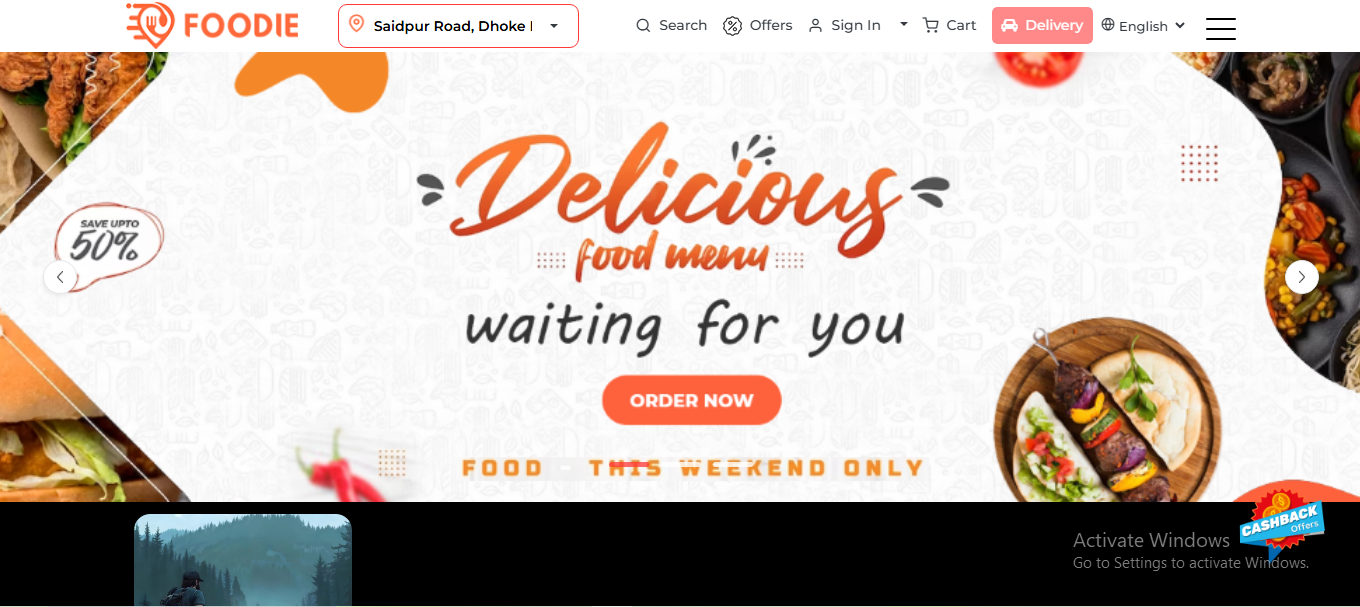 FOODIE
Saidpur Road, Dhoke
Search
Offers
Sign In
Cart
Delivery
English
SAVE UPTO
50%
Delicious
food menu
waiting for you
ORDER NOW
FOOD - THIS WEEKEND ONLY
CASHBACK
Offers
Activate Windows
Go to Settings to activate Windows.